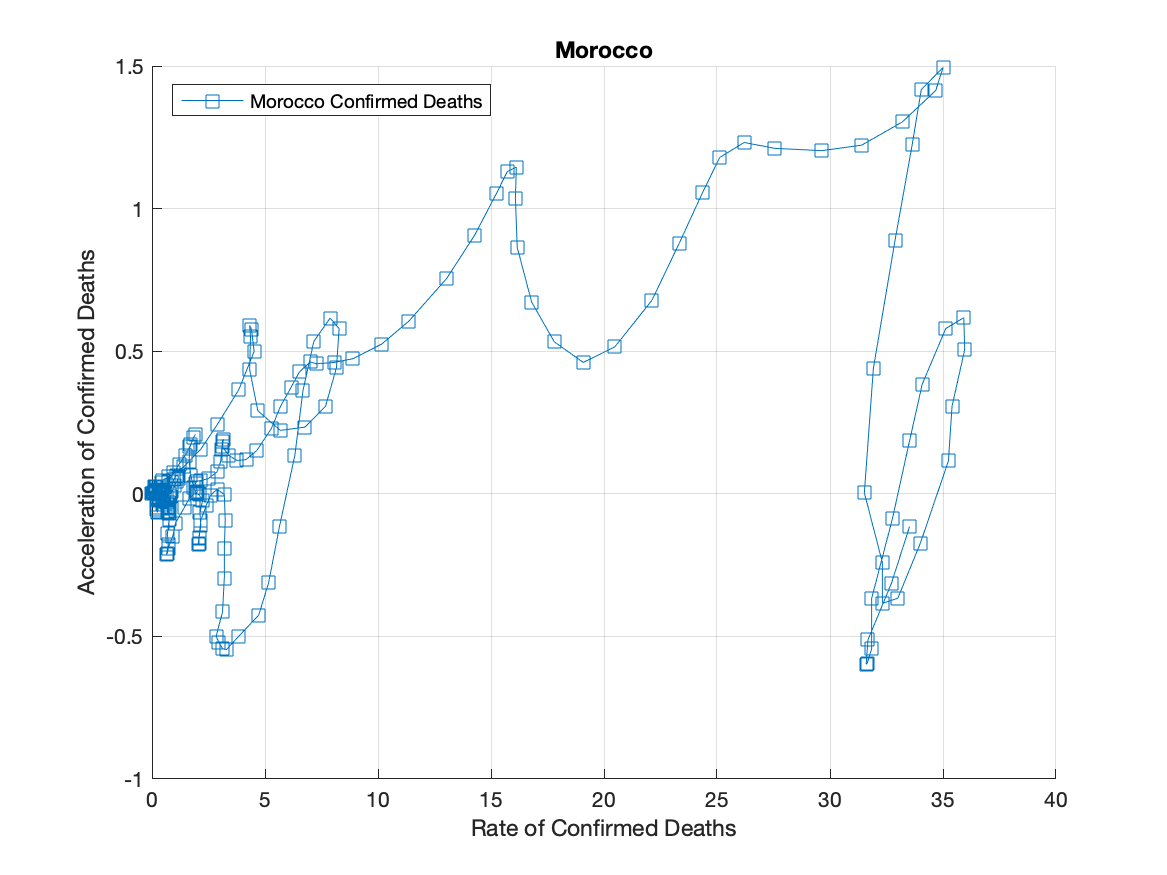 Morocco
Morocco Confirmed Deaths
1.5
1
0.5
0
-0.5
-1
0 5 10 15 20 25 30 35 40
Rate of Confirmed Deaths
Acceleration of Confirmed Deaths